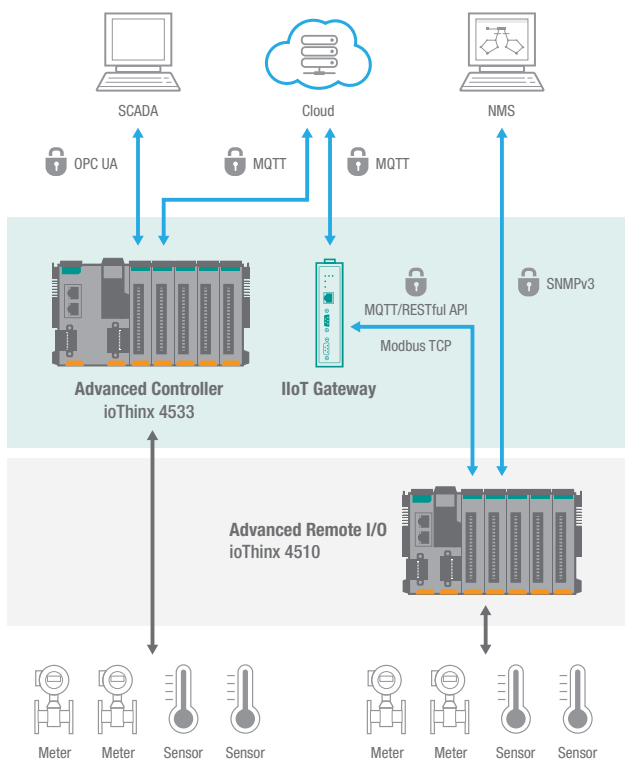 SCADA
Cloud
NMS
OPC UA
MQTT
MQTT
SNMPv3
MQTT/RESTful API
Modbus TCP
Advanced Controller
ioThinx 4533
IIoT Gateway
Advanced Remote I/O
ioThinx 4510
Meter
Meter
Sensor
Sensor
Meter
Meter
Sensor
Sensor